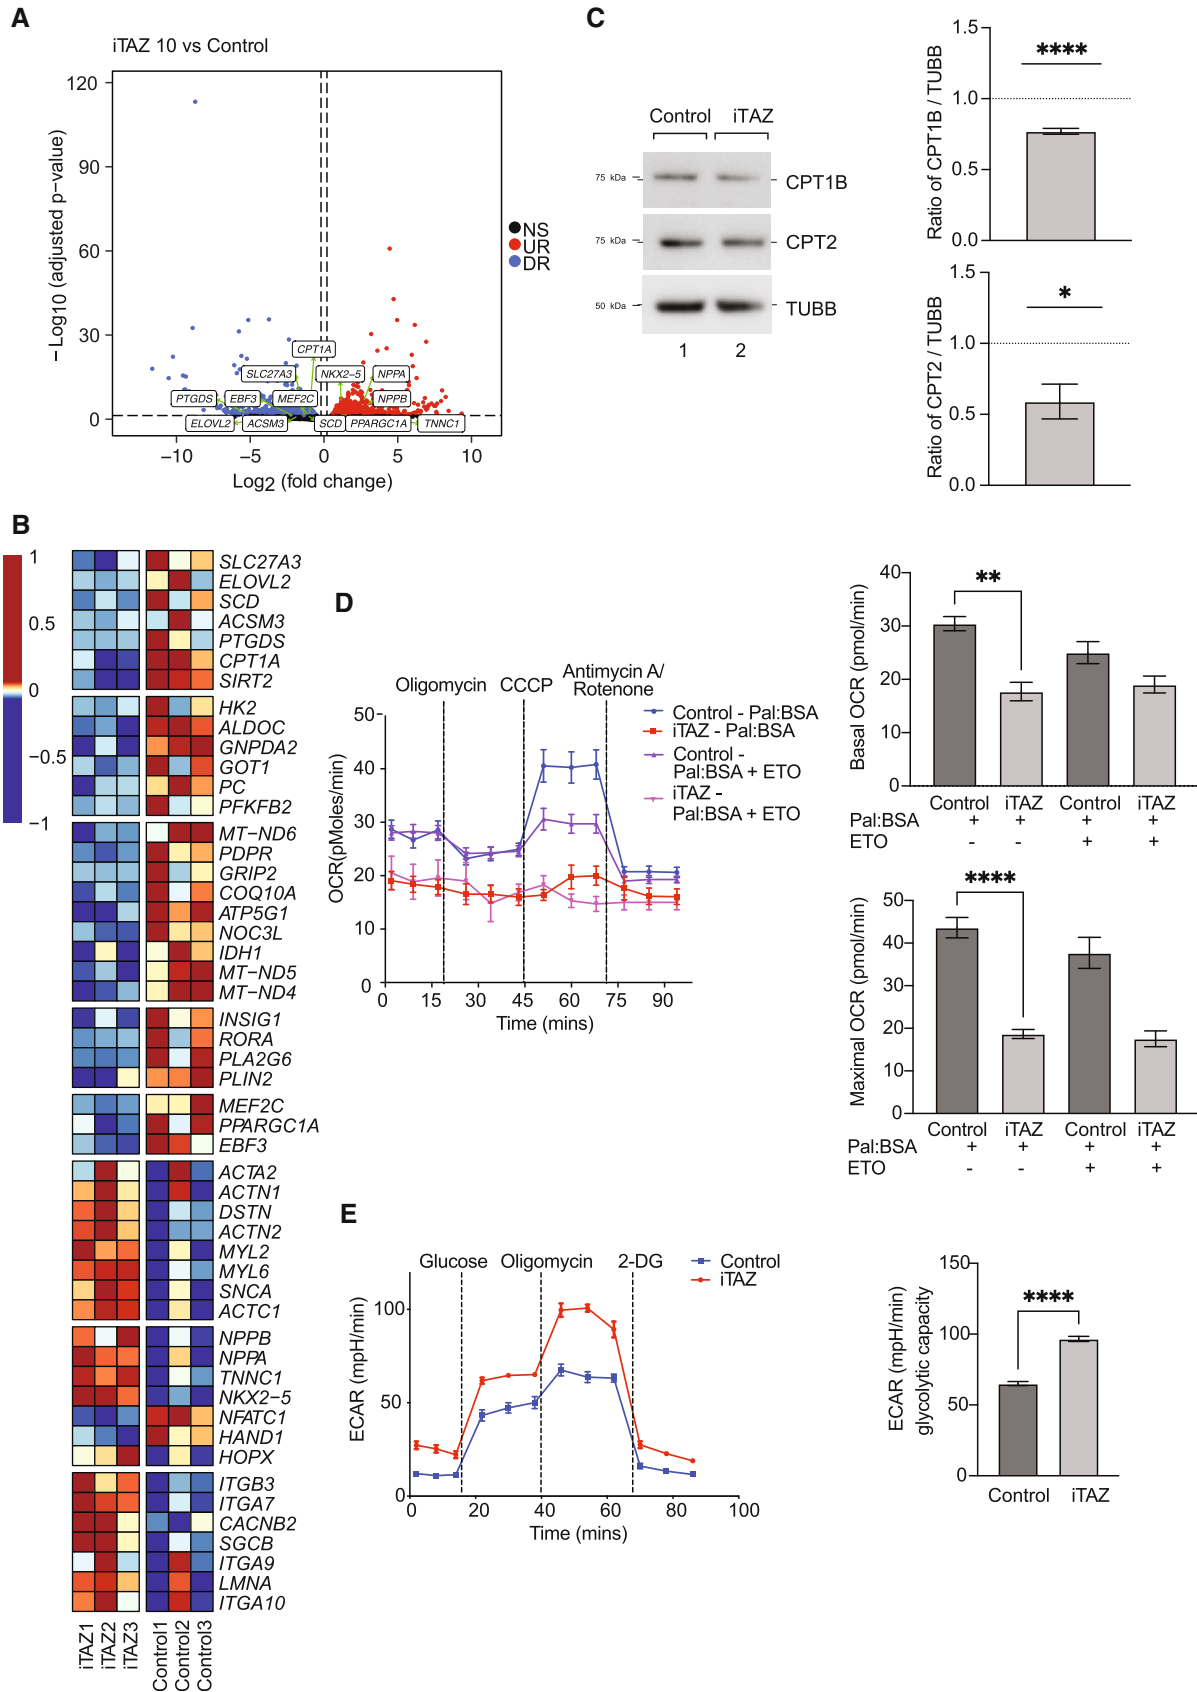 A
iTAZ 10 vs Control
120
90
60
30
0
−Log10 (adjusted p−value)
−10
−5
0
5
10
Log2 (fold change)
NS
UR
DR
CPT1A
SLC27A3
NKX2−5
NPPA
PTGDS
EBF3
MEF2C
NPPB
ELOVL2
ACSM3
SCD
PPARGC1A
TNNC1
B
1
0.5
0
−0.5
−1
SLC27A3
ELOVL2
SCD
ACSM3
PTGDS
CPT1A
SIRT2
HK2
ALDOC
GNPDA2
GOT1
PC
PFKFB2
MT−ND6
PDPR
GRIP2
COQ10A
ATP5G1
NOC3L
IDH1
MT−ND5
MT−ND4
INSIG1
RORA
PLA2G6
PLIN2
MEF2C
PPARGC1A
EBF3
ACTA2
ACTN1
DSTN
ACTN2
MYL2
MYL6
SNCA
ACTC1
NPPB
NPPA
TNNC1
NKX2−5
NFATC1
HAND1
HOPX
ITGB3
ITGA7
CACNB2
SGCB
ITGA9
LMNA
ITGA10
iTAZ1
iTAZ2
iTAZ3
Control1
Control2
Control3
C
Control iTAZ
75 kDa
CPT1B
75 kDa
CPT2
50 kDa
TUBB
1 2
Ratio of CPT1B / TUBB
1.5
1.0
0.5
0.0
****
Ratio of CPT2 / TUBB
1.5
1.0
0.5
0.0
*
D
Oligomycin
CCCP
Antimycin A/
Rotenone
50
40
30
20
10
0
OCR(pMoles/min)
0 15 30 45 60 75 90
Time (mins)
Control - Pal:BSA
iTAZ - Pal:BSA
Control -
Pal:BSA + ETO
iTAZ -
Pal:BSA + ETO
Basal OCR (pmol/min)
40
30
20
10
0
**
Control iTAZ Control iTAZ
Pal:BSA + + + +
ETO - - + +
Maximal OCR (pmol/min)
50
40
30
20
10
0
****
Control iTAZ Control iTAZ
Pal:BSA + + + +
ETO - - + +
E
Glucose Oligomycin 2-DG
Control
iTAZ
100
50
0
ECAR (mpH/min)
0 20 40 60 80 100
Time (mins)
ECAR (mpH/min)
glycolytic capacity
150
100
50
0
****
Control iTAZ